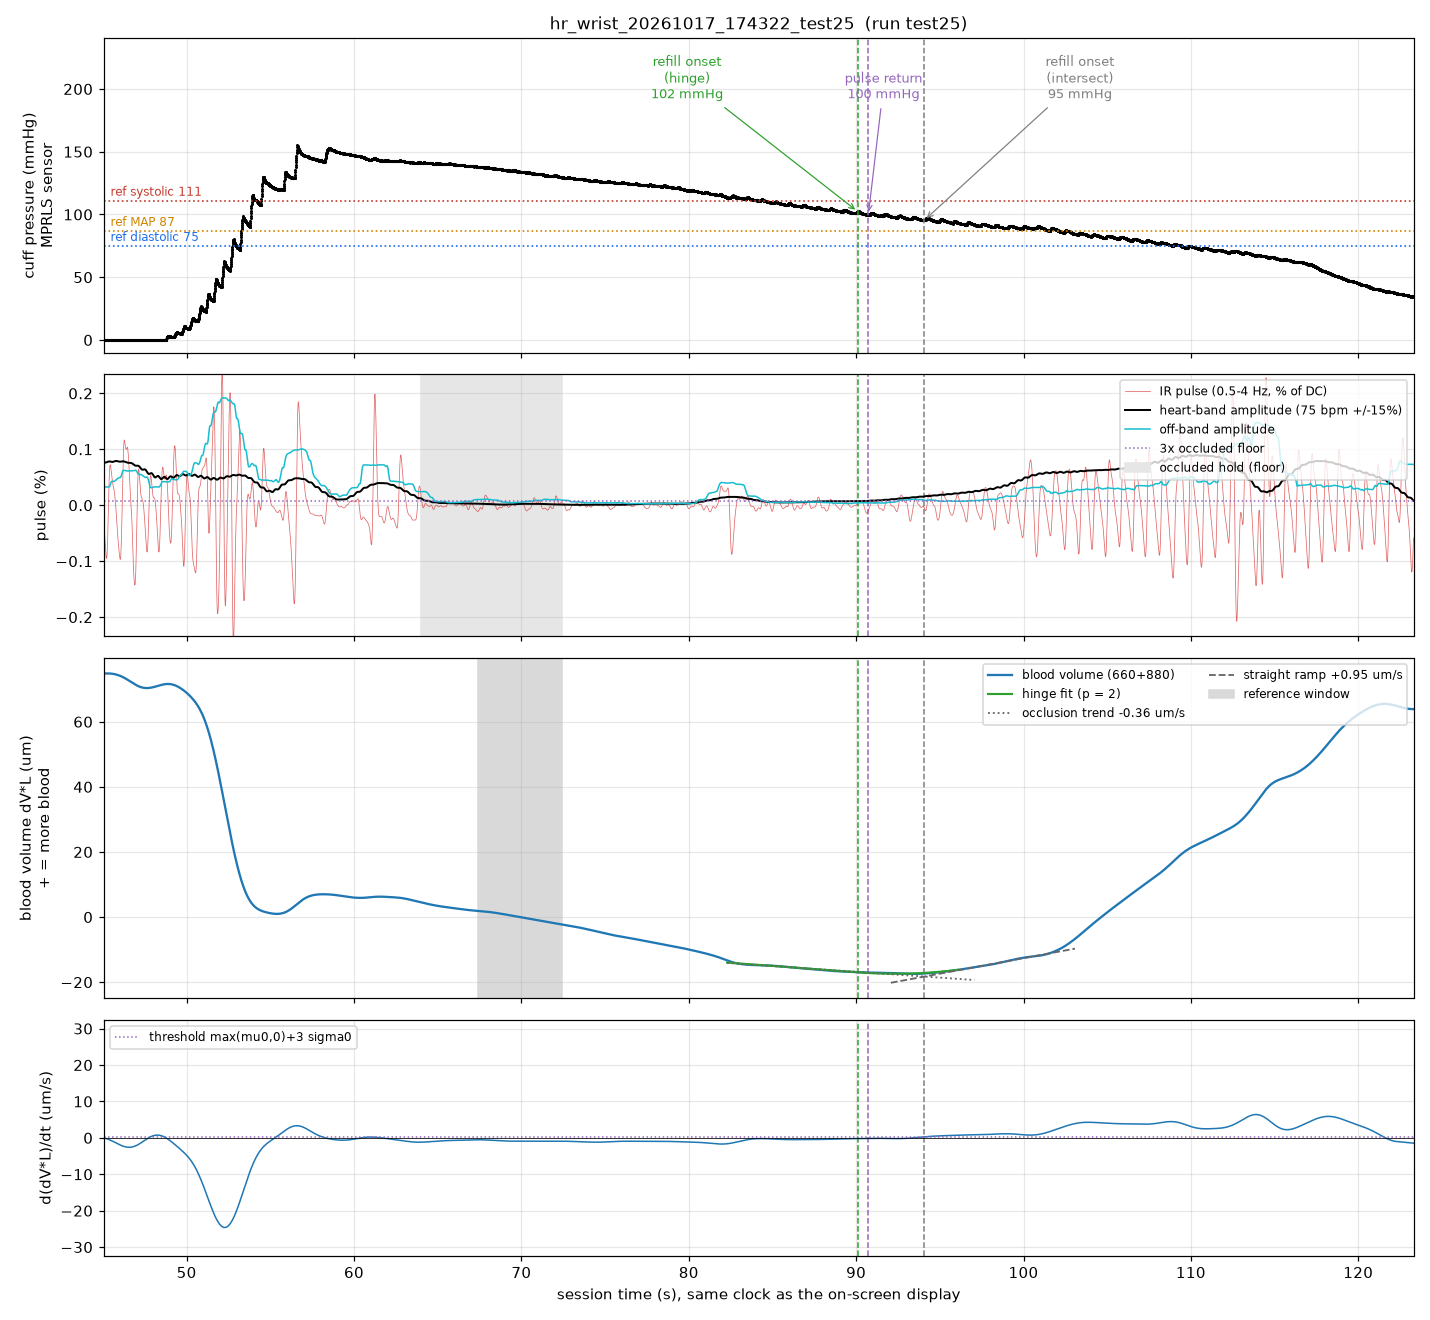 hr_wrist_20261017_174322_test25 (run test25)
refill onset
(hinge)
102 mmHg
pulse return
100 mmHg
refill onset
(intersect)
95 mmHg
cuff pressure (mmHg)
MPRLS sensor
200
150
100
50
0
ref systolic 111
ref MAP 87
ref diastolic 75
pulse (%)
0.2
0.1
0.0
−0.1
−0.2
IR pulse (0.5-4 Hz, % of DC)
heart-band amplitude (75 bpm +/-15%)
off-band amplitude
3x occluded floor
occluded hold (floor)
blood volume dV*L (um)
+ = more blood
60
40
20
0
−20
blood volume (660+880)
hinge fit (p = 2)
occlusion trend -0.36 um/s
straight ramp +0.95 um/s
reference window
d(dV*L)/dt (um/s)
30
20
10
0
−10
−20
−30
threshold max(mu0,0)+3 sigma0
50 60 70 80 90 100 110 120
session time (s), same clock as the on-screen display